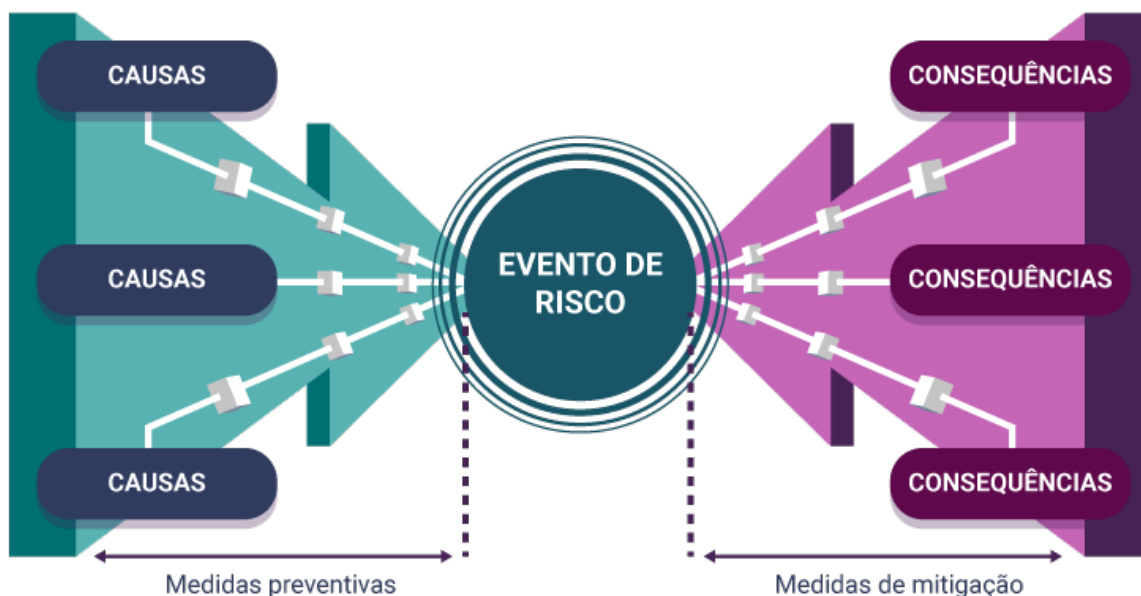 CAUSAS
CONSEQUÊNCIAS
EVENTO DE
RISCO
CAUSAS
CONSEQUÊNCIAS
CAUSAS
CONSEQUÊNCIAS
Medidas preventivas
Medidas de mitigação